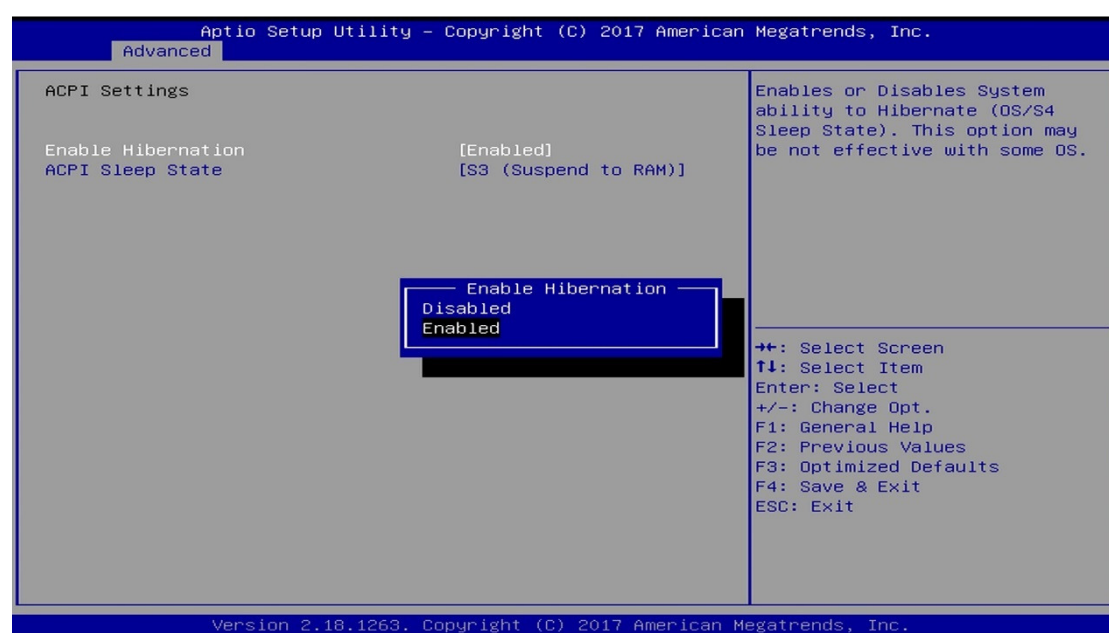 Aptio Setup Utility – Copyright (C) 2017 American Megatrends, Inc.
Advanced
ACPI Settings
Enable Hibernation [Enabled]
ACPI Sleep State [S3 (Suspend to RAM)]
Enables or Disables System
ability to Hibernate (OS/S4
Sleep State). This option may
be not effective with some OS.
Enable Hibernation
Disabled
Enabled
→←: Select Screen
↑↓: Select Item
Enter: Select
+/-: Change Opt.
F1: General Help
F2: Previous Values
F3: Optimized Defaults
F4: Save & Exit
ESC: Exit
Version 2.18.1263. Copyright (C) 2017 American Megatrends, Inc.